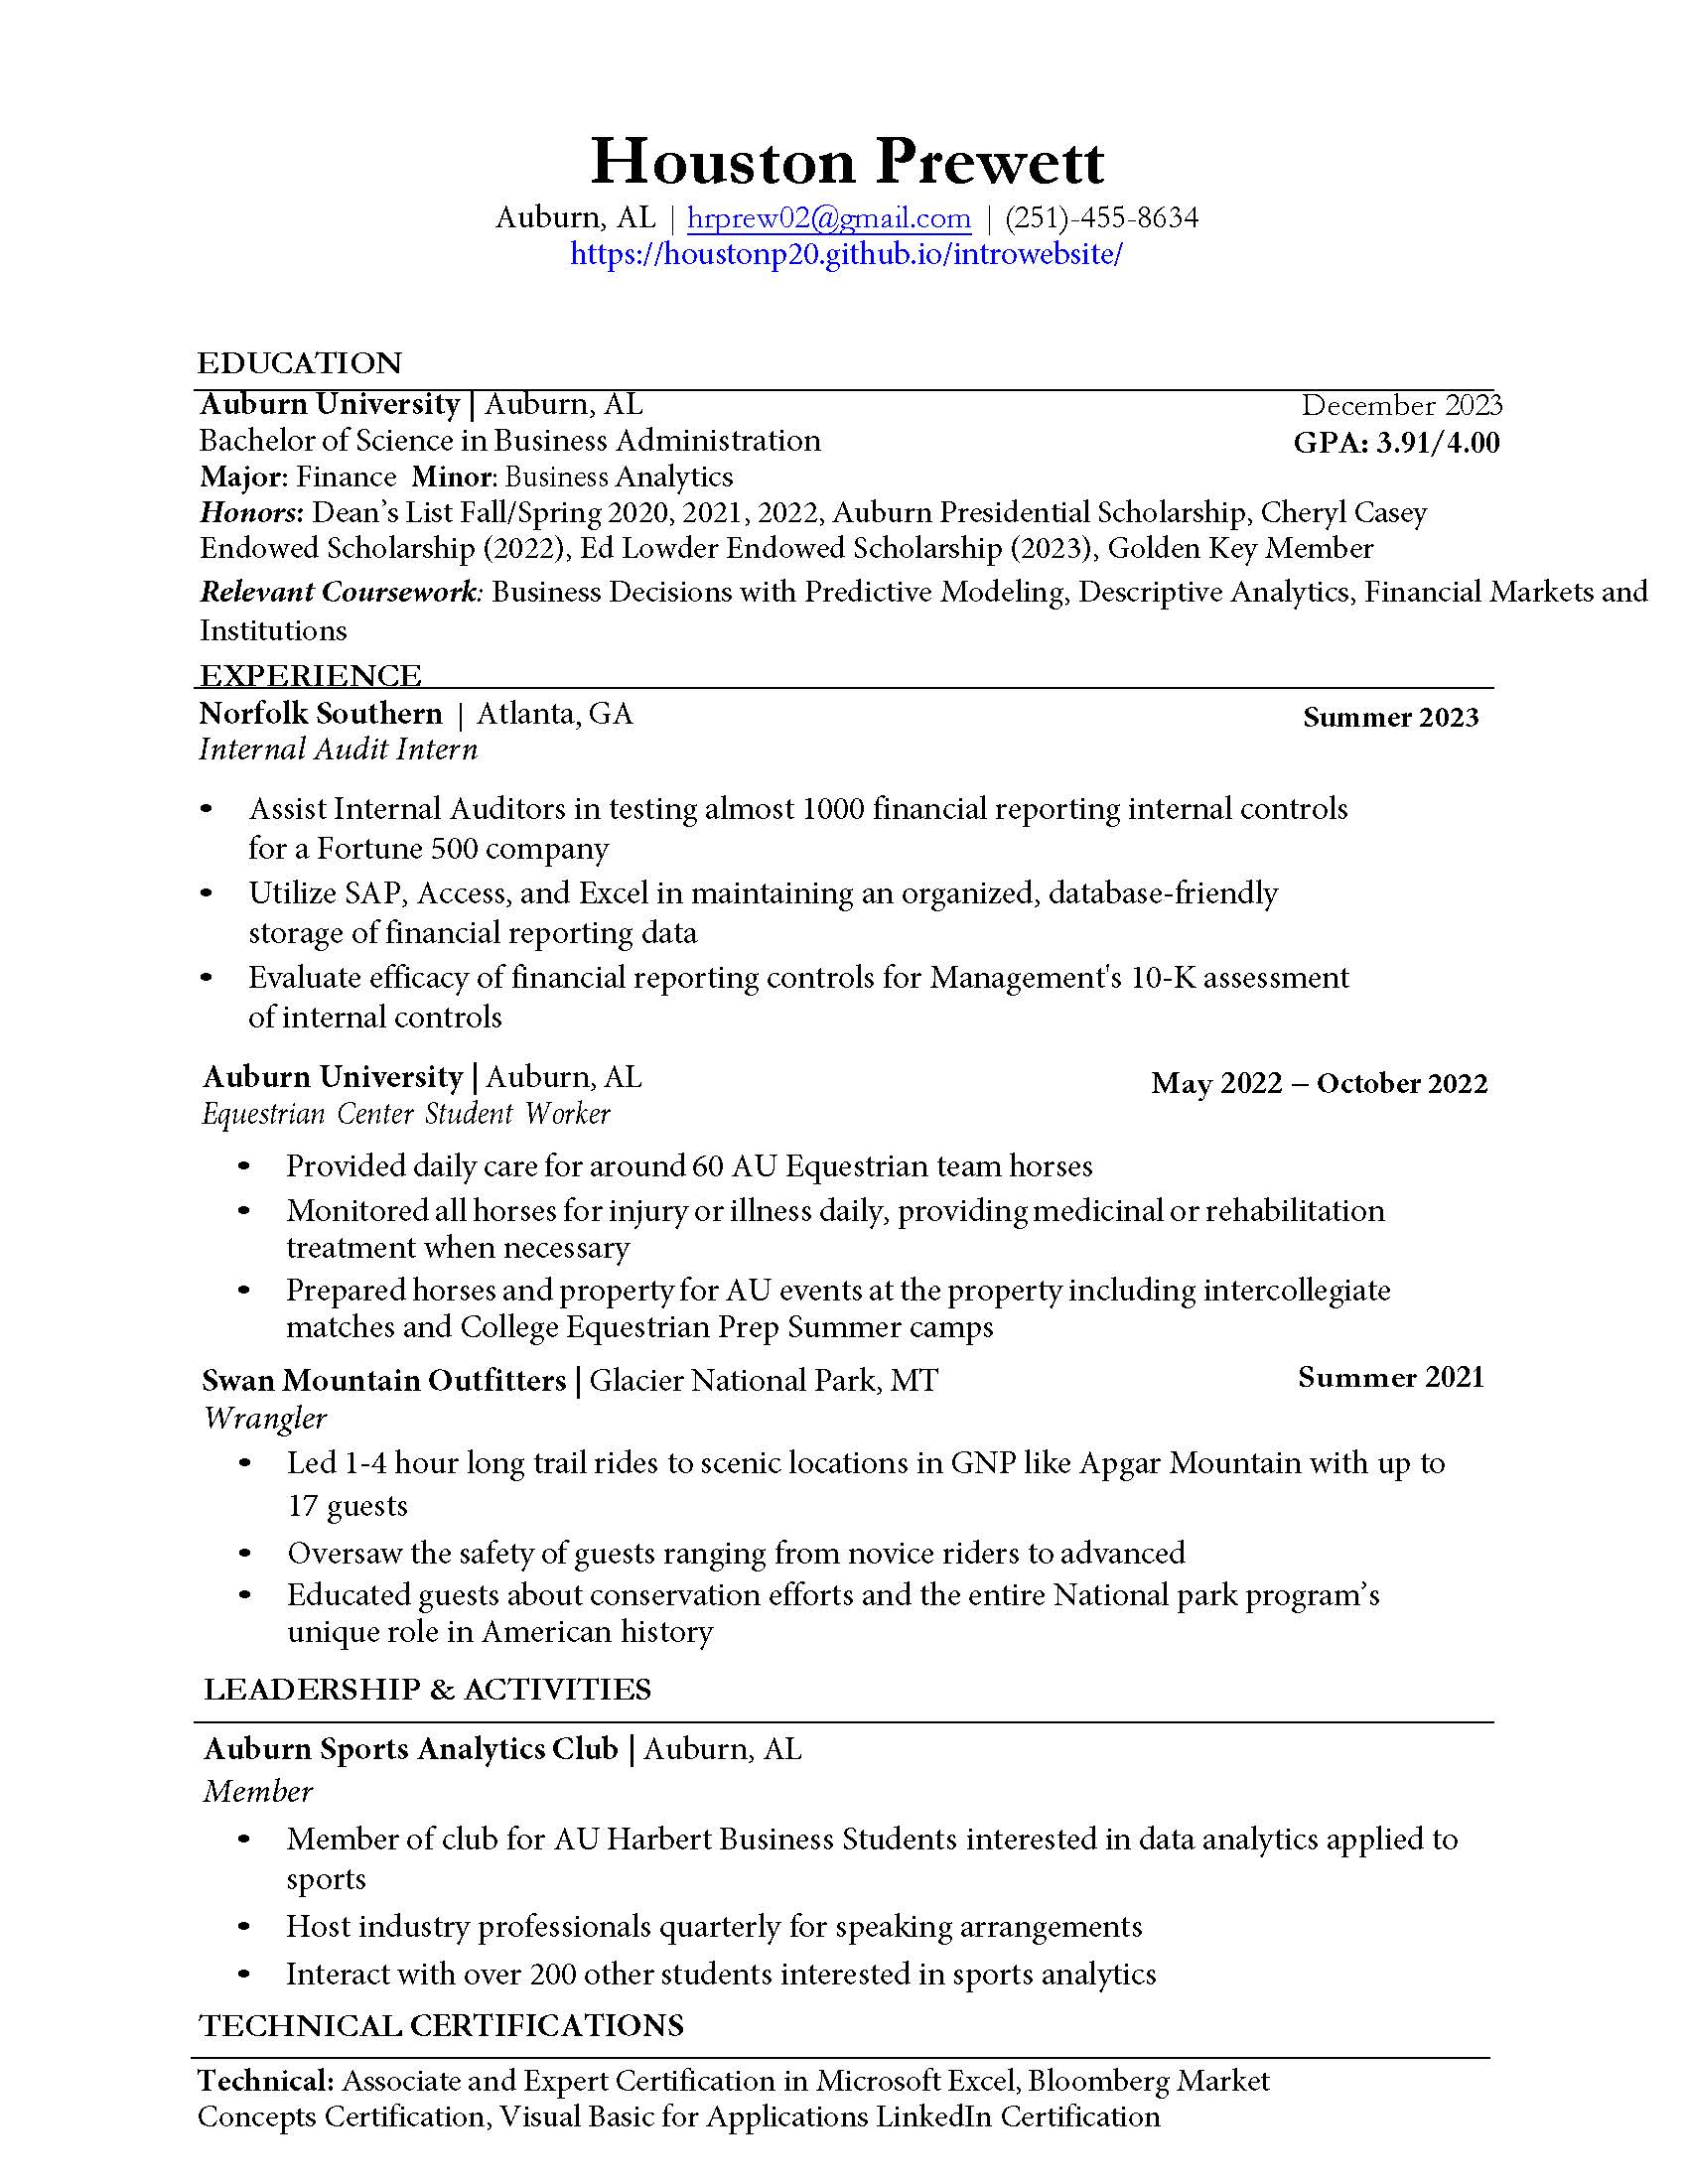 Houston Prewett
Auburn, AL | hrprew02@gmail.com | (251)-455-8634
https://houstonp20.github.io/introwebsite/
EDUCATION
Auburn University | Auburn, AL December 2023
Bachelor of Science in Business Administration GPA: 3.91/4.00
Major: Finance Minor: Business Analytics
Honors: Dean’s List Fall/Spring 2020, 2021, 2022, Auburn Presidential Scholarship, Cheryl Casey
Endowed Scholarship (2022), Ed Lowder Endowed Scholarship (2023), Golden Key Member
Relevant Coursework: Business Decisions with Predictive Modeling, Descriptive Analytics, Financial Markets and
Institutions
EXPERIENCE
Norfolk Southern | Atlanta, GA Summer 2023
Internal Audit Intern
• Assist Internal Auditors in testing almost 1000 financial reporting internal controls
for a Fortune 500 company
• Utilize SAP, Access, and Excel in maintaining an organized, database-friendly
storage of financial reporting data
• Evaluate efficacy of financial reporting controls for Management's 10-K assessment
of internal controls
Auburn University | Auburn, AL May 2022 – October 2022
Equestrian Center Student Worker
• Provided daily care for around 60 AU Equestrian team horses
• Monitored all horses for injury or illness daily, providing medicinal or rehabilitation
treatment when necessary
• Prepared horses and property for AU events at the property including intercollegiate
matches and College Equestrian Prep Summer camps
Swan Mountain Outfitters | Glacier National Park, MT Summer 2021
Wrangler
• Led 1-4 hour long trail rides to scenic locations in GNP like Apgar Mountain with up to
17 guests
• Oversaw the safety of guests ranging from novice riders to advanced
• Educated guests about conservation efforts and the entire National park program’s
unique role in American history
LEADERSHIP & ACTIVITIES
Auburn Sports Analytics Club | Auburn, AL
Member
• Member of club for AU Harbert Business Students interested in data analytics applied to
sports
• Host industry professionals quarterly for speaking arrangements
• Interact with over 200 other students interested in sports analytics
TECHNICAL CERTIFICATIONS
Technical: Associate and Expert Certification in Microsoft Excel, Bloomberg Market
Concepts Certification, Visual Basic for Applications LinkedIn Certification